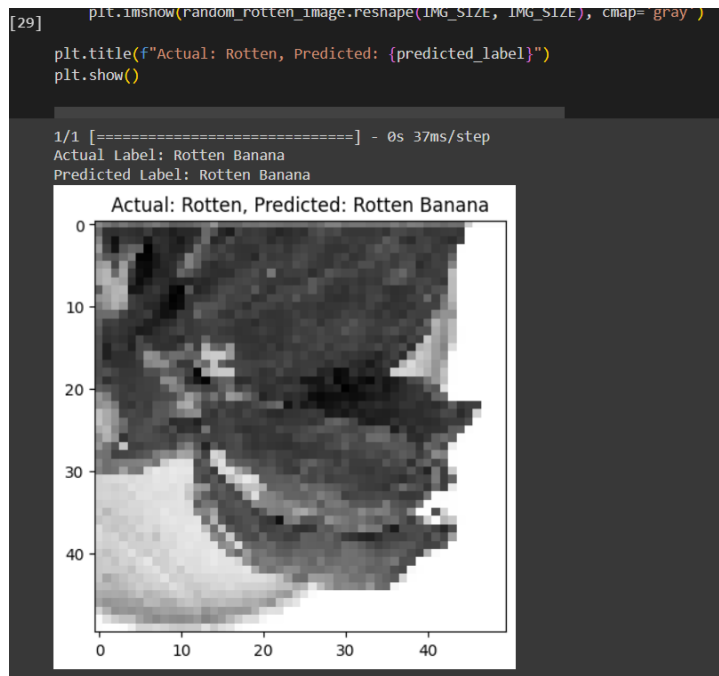 plt.imshow(random_rotten_image.reshape(IMG_SIZE, IMG_SIZE), cmap='gray')
[29]
plt.title(f"Actual: Rotten, Predicted: {predicted_label}")
plt.show()
1/1 [==============================] - 0s 37ms/step
Actual Label: Rotten Banana
Predicted Label: Rotten Banana
Actual: Rotten, Predicted: Rotten Banana
0
10
20
30
40
0 10 20 30 40